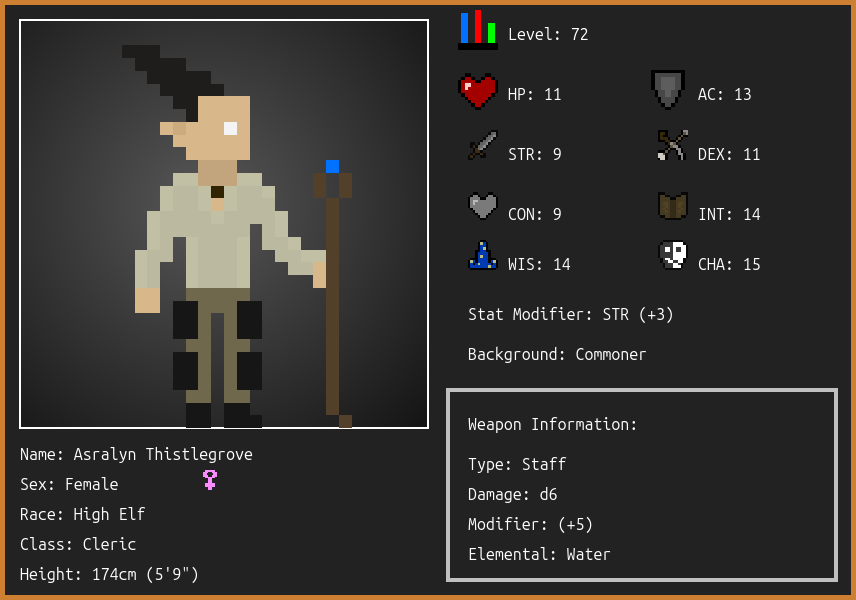 Level: 72
HP: 11
AC: 13
STR: 9
DEX: 11
CON: 9
INT: 14
WIS: 14
CHA: 15
Stat Modifier: STR (+3)
Background: Commoner
Weapon Information:
Type: Staff
Damage: d6
Modifier: (+5)
Elemental: Water
Name: Asralyn Thistlegrove
Sex: Female
Race: High Elf
Class: Cleric
Height: 174cm (5'9")